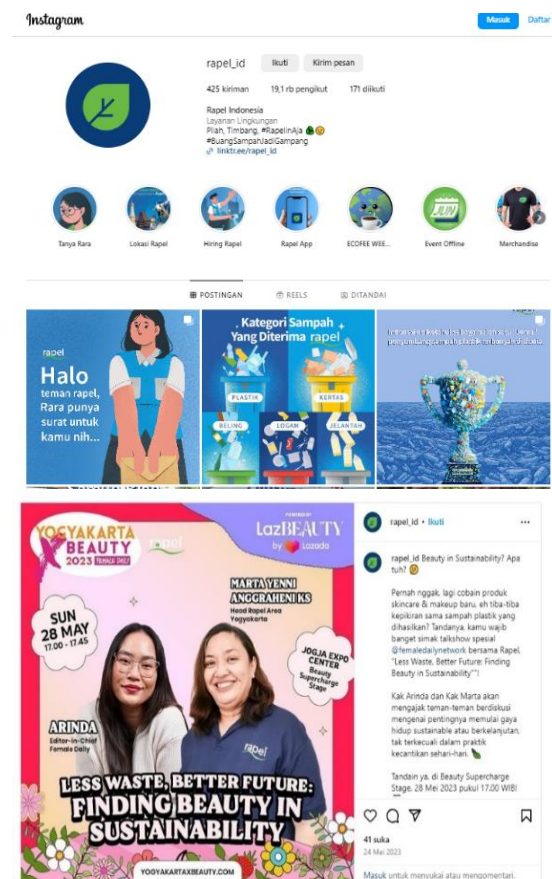 Instagram
Masuk Daftar
rapel_id Ikuti Kirim pesan
425 kiriman 19,1 rb pengikut 171 diikuti
Rapel Indonesia
Layanan Lingkungan
Pilah, Timbang, #RapelinAja
#BuangSampahJadiGampang
linktr.ee/rapel_id
Tanya Rara Lokasi Rapel Hiring Rapel Rapel App ECOFEE WEE... Event Offline Merchandise
JUN
POSTINGAN REELS DITANDAI
rapel
Halo
teman rapel,
Rara punya
surat untuk
kamu nih...
Kategori Sampah
Yang Diterima rapel
PLASTIK KERTAS
BELING LOGAM JELANTAH
YOGYAKARTA
BEAUTY
2023 FEMALE DAILY
rapel
POWERED BY
LazBEAUTY
by Lazada
SUN
28 MAY
17.00 - 17.45
MARTA YENNI
ANGGRAHENI KS
Head Rapel Area
Yogyakarta
JOGJA EXPO
CENTER
Beauty
Supercharge
Stage
ARINDA
Editor-in-Chief
Female Daily
rapel
LESS WASTE, BETTER FUTURE:
FINDING BEAUTY IN
SUSTAINABILITY
YOGYAKARTAXBEAUTY.COM
rapel_id • Ikuti
rapel_id Beauty in Sustainability? Apa
tuh?
Pernah nggak, lagi cobain produk
skincare & makeup baru, eh tiba-tiba
kepikiran sama sampah plastik yang
dihasilkan? Tandanya, kamu wajib
banget simak talkshow spesial
@femaledailynetwork bersama Rapel,
"Less Waste, Better Future: Finding
Beauty in Sustainability""!
Kak Arinda dan Kak Marta akan
mengajak teman-teman berdiskusi
mengenai pentingnya memulai gaya
hidup sustainable atau berkelanjutan,
tak terkecuali dalam praktik
kecantikan sehari-hari.
Tandain ya, di Beauty Supercharge
Stage, 28 Mei 2023 pukul 17.00 WIB!
41 suka
24 Mei 2023
Masuk untuk menyukai atau mengomentari.